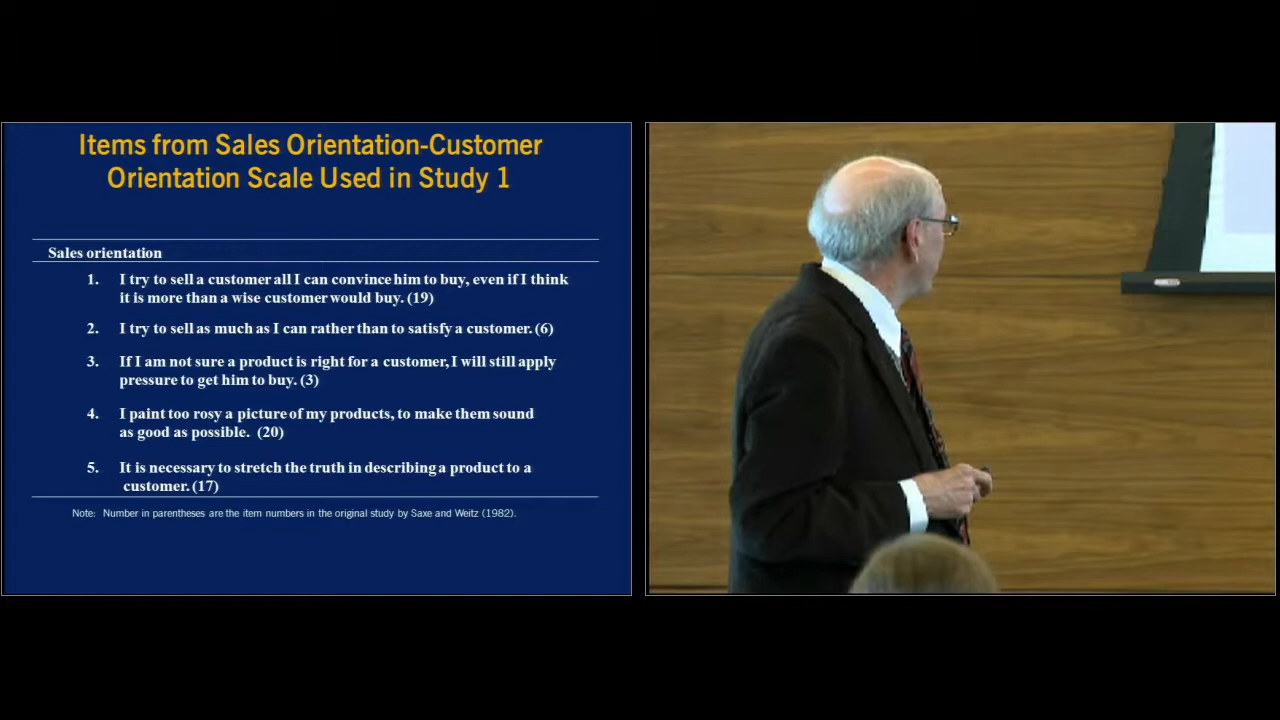 Items from Sales Orientation-Customer
Orientation Scale Used in Study 1
Sales orientation
1. I try to sell a customer all I can convince him to buy, even if I think
it is more than a wise customer would buy. (19)
2. I try to sell as much as I can rather than to satisfy a customer. (6)
3. If I am not sure a product is right for a customer, I will still apply
pressure to get him to buy. (3)
4. I paint too rosy a picture of my products, to make them sound
as good as possible. (20)
5. It is necessary to stretch the truth in describing a product to a
customer. (17)
Note: Number in parentheses are the item numbers in the original study by Saxe and Weitz (1982).